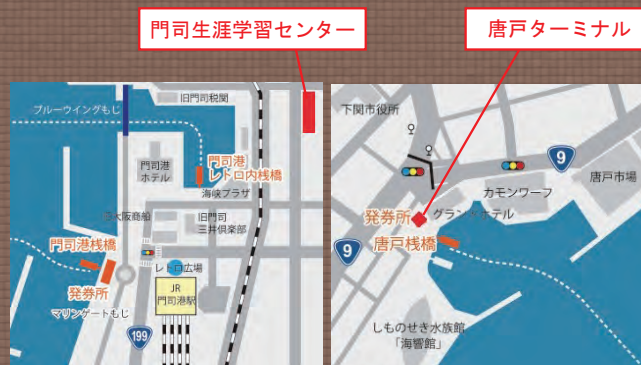 門司生涯学習センター
唐戸ターミナル
旧門司税関
ブルーウイングもじ
門司港
ホテル
門司港
レトロ内桟橋
海峡プラザ
旧大阪商船
旧門司
三井倶楽部
門司港桟橋
レトロ広場
発券所
JR
門司港駅
マリンゲートもじ
199
下関市役所
9
唐戸市場
カモンワーフ
発券所
グランドホテル
唐戸桟橋
9
しものせき水族館
「海響館」